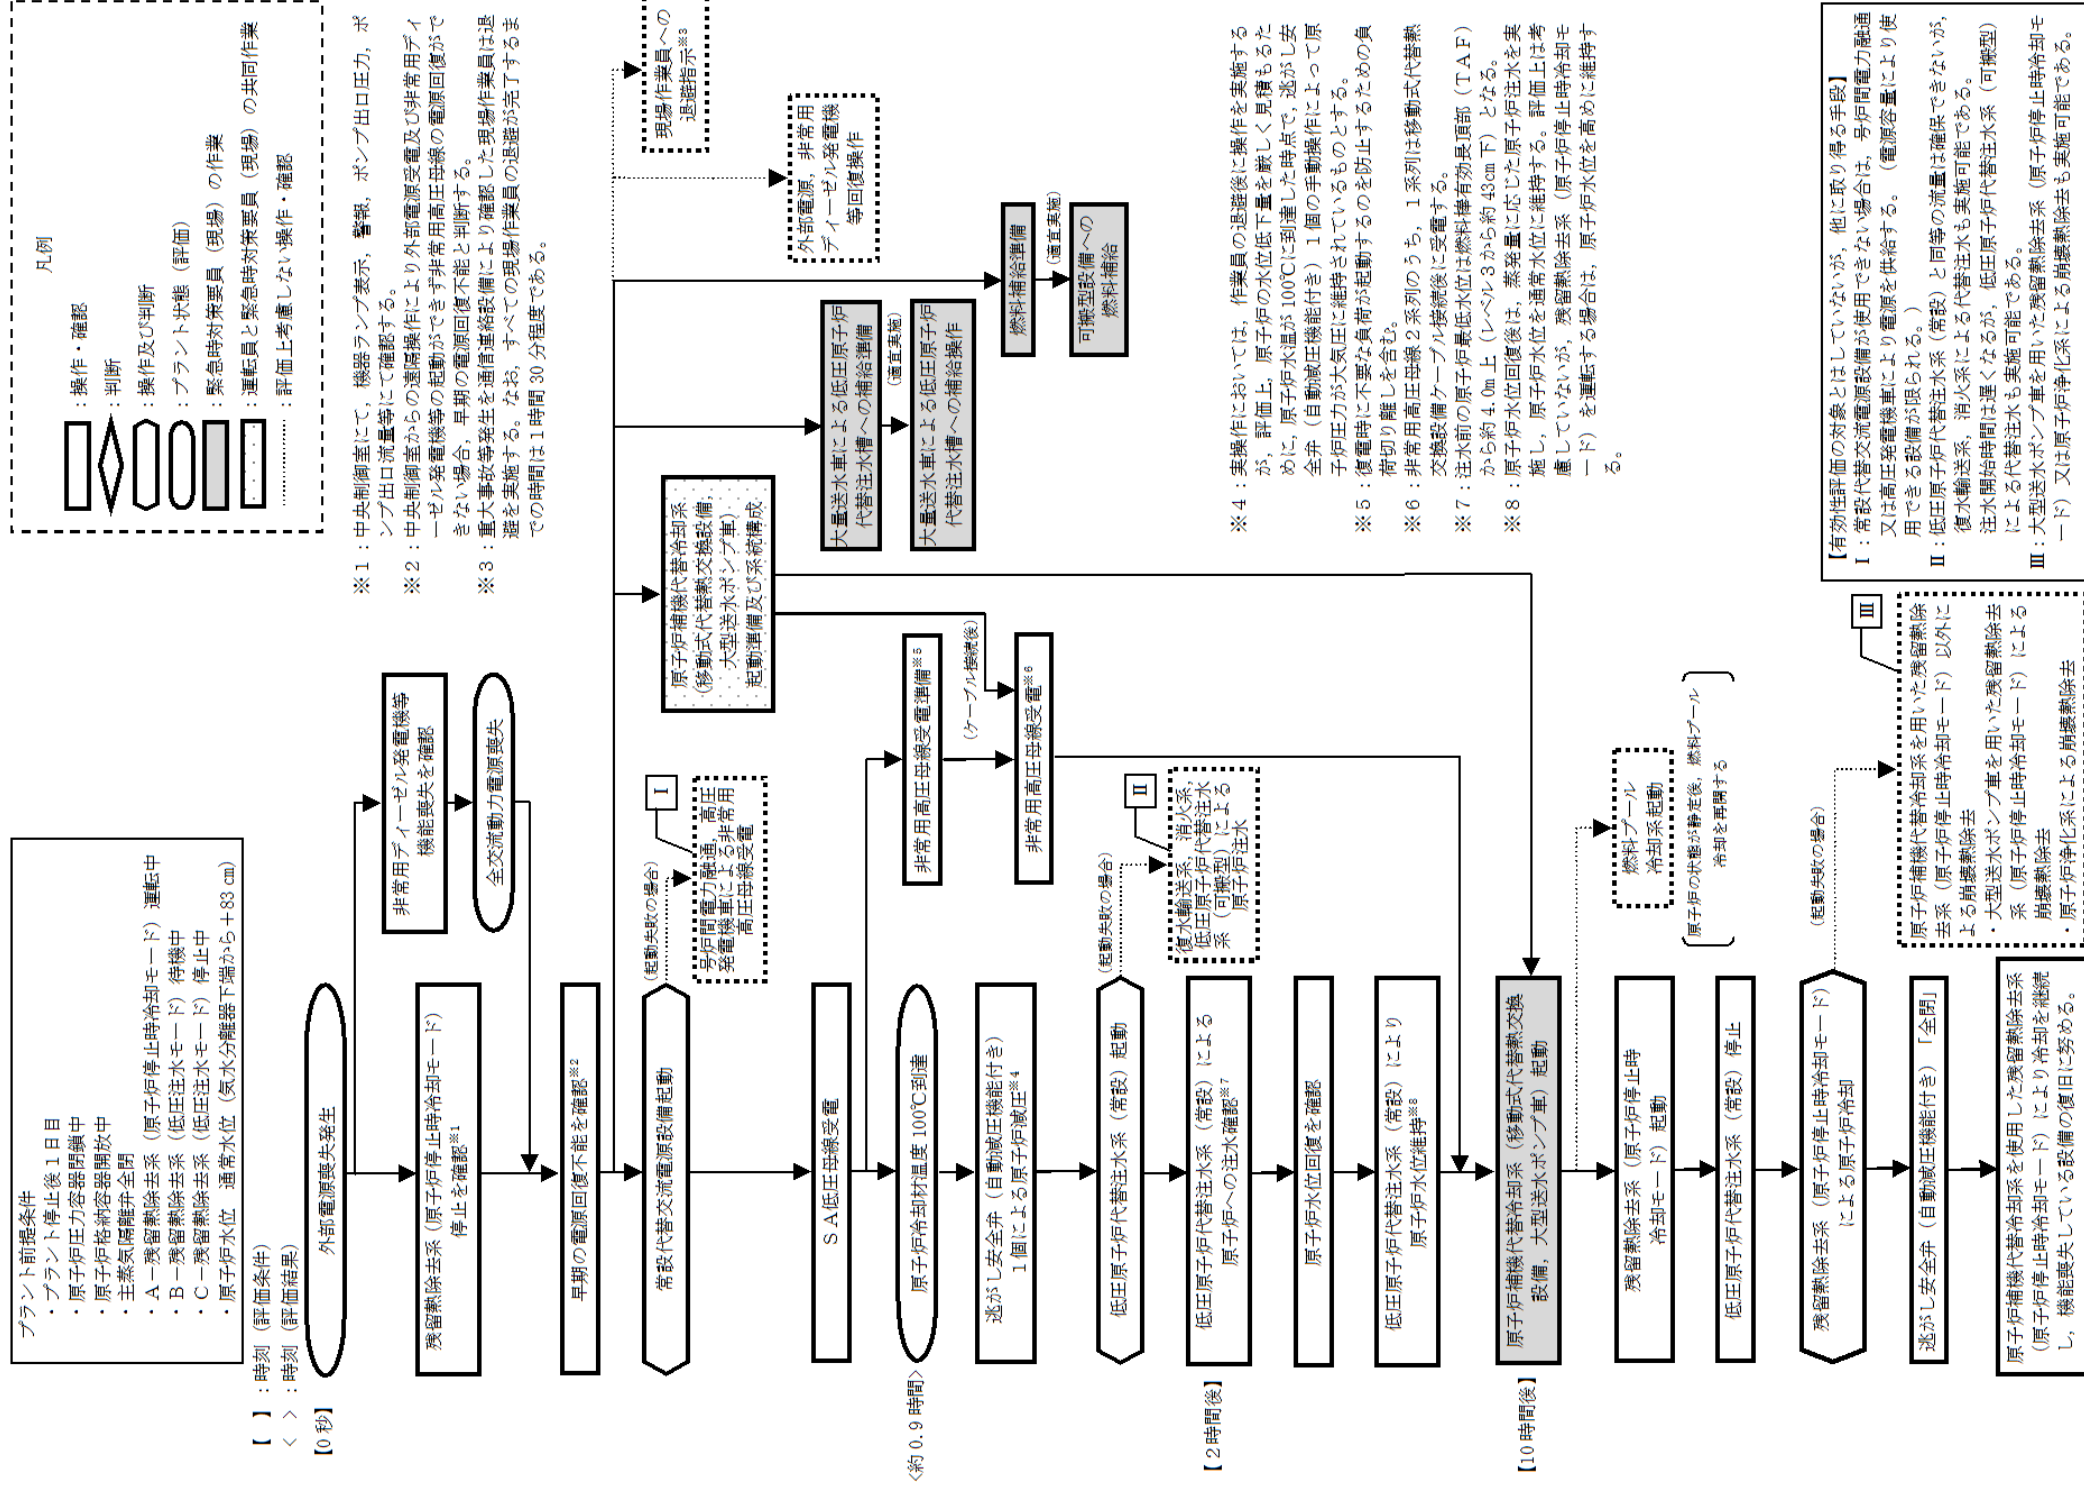 プラント前提条件
・プラント停止後１日目
・原子炉圧力容器閉鎖中
・原子炉格納容器開放中
・主蒸気隔離弁全閉
・Ａ－残留熱除去系（原子炉停止時冷却モード）運転中
・Ｂ－残留熱除去系（低圧注水モード）待機中
・Ｃ－残留熱除去系（低圧注水モード）停止中
・原子炉水位　通常水位（気水分離器下端から＋83 cm）
【　】：時刻（評価条件）
＜　＞：時刻（評価結果）
凡例
：操作・確認
：判断
：操作及び判断
：プラント状態（評価）
：緊急時対策要員（現場）の作業
：運転員と緊急時対策要員（現場）の共同作業
：評価上考慮しない操作・確認
※１：中央制御室にて，機器ランプ表示，警報，ポンプ出口圧力，ポ
ンプ出口流量等にて確認する。
※２：中央制御室からの遠隔操作により外部電源受電及び非常用ディ
ーゼル発電機等の起動ができず非常用高圧母線の電源回復がで
きない場合，早期の電源回復不能と判断する。
※３：重大事故等発生を通信連絡設備により確認した現場作業員は退
避を実施する。なお，すべての現場作業員の退避が完了するま
での時間は１時間 30 分程度である。
【0 秒】
外部電源喪失発生
非常用ディーゼル発電機等
機能喪失を確認
残留熱除去系（原子炉停止時冷却モード）
停止を確認※1
全交流動力電源喪失
早期の電源回復不能を確認※2
常設代替交流電源設備起動
（起動失敗の場合）
Ⅰ
号炉間電力融通，高圧
発電機車による非常用
高圧母線受電
原子炉補機代替冷却系
（移動式代替熱交換設備，
大型送水ポンプ車）
起動準備及び系統構成
現場作業員への
退避指示※3
外部電源，非常用
ディーゼル発電機
等回復操作
ＳＡ低圧母線受電
大量送水車による低圧原子炉
代替注水槽への補給準備
（適宜実施）
大量送水車による低圧原子炉
代替注水槽への補給操作
燃料補給準備
（適宜実施）
可搬型設備への
燃料補給
＜約 0.9 時間＞
原子炉冷却材温度 100℃到達
非常用高圧母線受電準備※5
（ケーブル接続後）
非常用高圧母線受電※6
逃がし安全弁（自動減圧機能付き）
１個による原子炉減圧※4
低圧原子炉代替注水系（常設）起動
（起動失敗の場合）
Ⅱ
復水輸送系，消火系，
低圧原子炉代替注水
系（可搬型）による
原子炉注水
【2 時間後】
低圧原子炉代替注水系（常設）による
原子炉への注水確認※7
原子炉水位回復を確認
低圧原子炉代替注水系（常設）により
原子炉水位維持※8
※４：実操作においては，作業員の退避後に操作を実施する
が，評価上，原子炉の水位低下量を厳しく見積もるた
めに，原子炉水温が 100℃に到達した時点で，逃がし安
全弁（自動減圧機能付き）１個の手動操作によって原
子炉圧力が大気圧に維持されているものとする。
※５：復電時に不要な負荷が起動するのを防止するための負
荷切り離しを含む。
※６：非常用高圧母線２系列のうち，１系列は移動式代替熱
交換設備ケーブル接続後に受電する。
※７：注水前の原子炉最低水位は燃料棒有効長頂部（ＴＡＦ）
から約 4.0m 上（レベル３から約 43cm 下）となる。
※８：原子炉水位回復後は，蒸発量に応じた原子炉注水を実
施し，原子炉水位を通常水位に維持する。評価上は考
慮していないが，残留熱除去系（原子炉停止時冷却モ
ード）を運転する場合は，原子炉水位を高めに維持す
る。
【10 時間後】
原子炉補機代替冷却系（移動式代替熱交換
設備，大型送水ポンプ車）起動
残留熱除去系（原子炉停止時
冷却モード）起動
燃料プール
冷却系起動
原子炉の状態が静定後，燃料プール
冷却を再開する
低圧原子炉代替注水系（常設）停止
残留熱除去系（原子炉停止時冷却モード）
による原子炉冷却
（起動失敗の場合）
Ⅲ
原子炉補機代替冷却系を用いた残留熱除
去系（原子炉停止時冷却モード）以外に
よる崩壊熱除去
・大型送水ポンプ車を用いた残留熱除去
系（原子炉停止時冷却モード）による
崩壊熱除去
・原子炉浄化系による崩壊熱除去
逃がし安全弁（自動減圧機能付き）「全閉」
原子炉補機代替冷却系を使用した残留熱除去系
（原子炉停止時冷却モード）により冷却を継続
し，機能喪失している設備の復旧に努める。
【有効性評価の対象とはしていないが，他に取り得る手段】
Ⅰ：常設代替交流電源設備が使用できない場合は，号炉間電力融通
又は高圧発電機車により電源を供給する。（電源容量により使
用できる設備が限られる。）
Ⅱ：低圧原子炉代替注水系（常設）と同等の流量は確保できないが，
復水輸送系，消火系による代替注水も実施可能である。
注水開始時間は遅くなるが，低圧原子炉代替注水系（可搬型）
による代替注水も実施可能である。
Ⅲ：大型送水ポンプ車を用いた残留熱除去系（原子炉停止時冷却モ
ード）又は原子炉浄化系による崩壊熱除去も実施可能である。